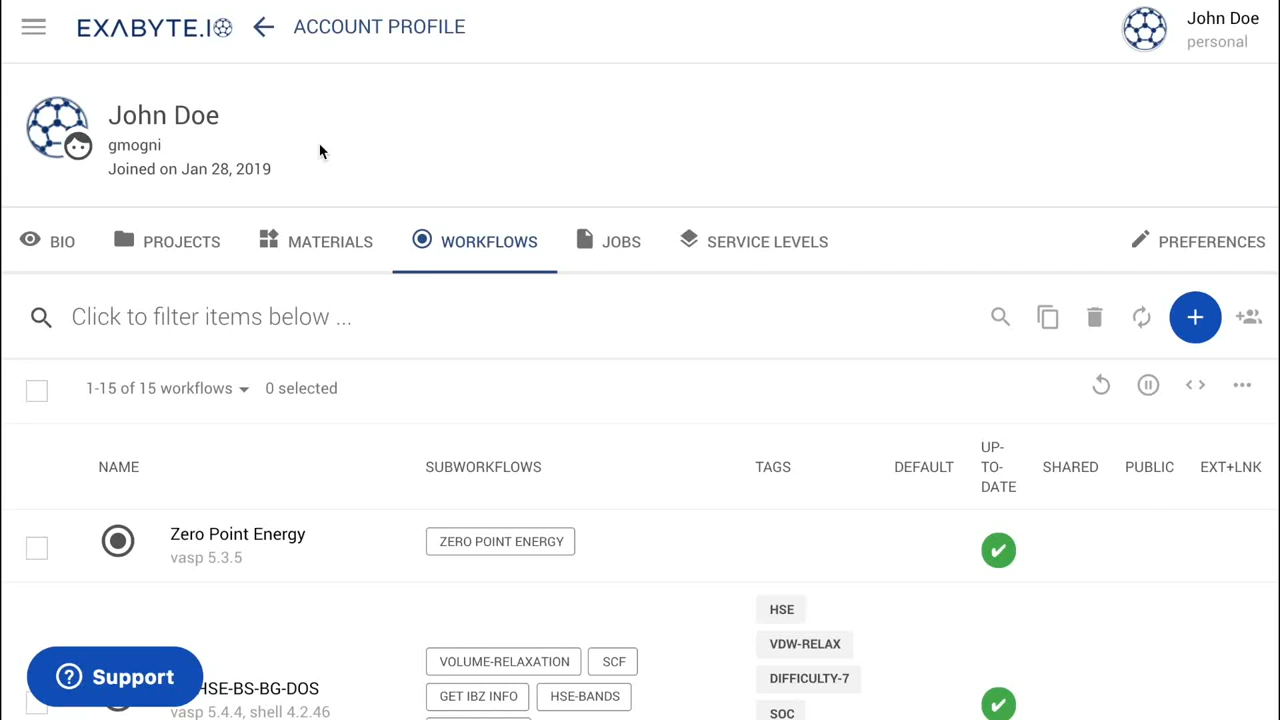 EXABYTE.IO ACCOUNT PROFILE
John Doe
personal
John Doe
gmogni
Joined on Jan 28, 2019
BIO PROJECTS MATERIALS WORKFLOWS JOBS SERVICE LEVELS PREFERENCES
Click to filter items below ...
1-15 of 15 workflows 0 selected
NAME SUBWORKFLOWS TAGS DEFAULT UP-TO-DATE SHARED PUBLIC EXT+LNK
Zero Point Energy
vasp 5.3.5
ZERO POINT ENERGY
HSE
VDW-RELAX
DIFFICULTY-7
SOC
VOLUME-RELAXATION SCF
GET IBZ INFO HSE-BANDS
HSE-BS-BG-DOS
vasp 5.4.4, shell 4.2.46
Support